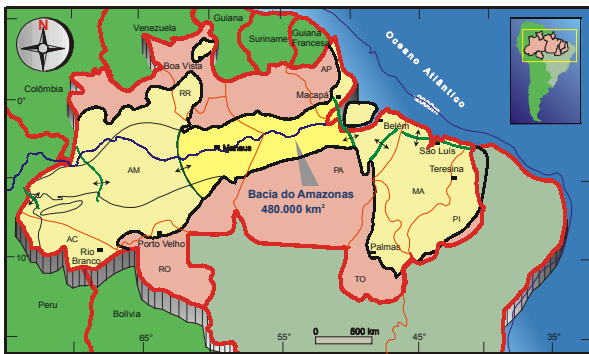 N
Venezuela
Guiana
Suriname
Guiana
Francesa
Oceano Atlântico
Colômbia
Boa Vista
RR
AP
Macapá
0°
Belém
São Luís
Teresina
Manaus
AM
PA
MA
PI
Bacia do Amazonas
480.000 km²
AC
Rio
Branco
Porto Velho
RO
Palmas
TO
10
Peru
Bolívia
0
500 km
65°
55°
45°
35°